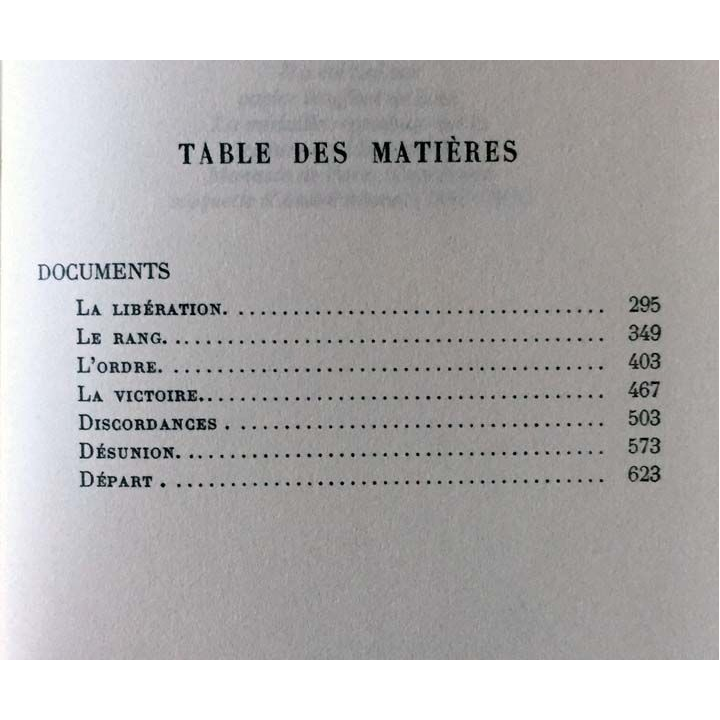 TABLE DES MATIÈRES
DOCUMENTS
LA LIBÉRATION. . . . . . . . . . . . . . . . . . . . . . . . . . . . . . . . . . 295
LE RANG. . . . . . . . . . . . . . . . . . . . . . . . . . . . . . . . . . . . . . . 349
L'ORDRE. . . . . . . . . . . . . . . . . . . . . . . . . . . . . . . . . . . . . . . 403
LA VICTOIRE. . . . . . . . . . . . . . . . . . . . . . . . . . . . . . . . . . . . 467
DISCORDANCES . . . . . . . . . . . . . . . . . . . . . . . . . . . . . . . . . . 503
DÉSUNION. . . . . . . . . . . . . . . . . . . . . . . . . . . . . . . . . . . . . . 573
DÉPART . . . . . . . . . . . . . . . . . . . . . . . . . . . . . . . . . . . . . . . 623